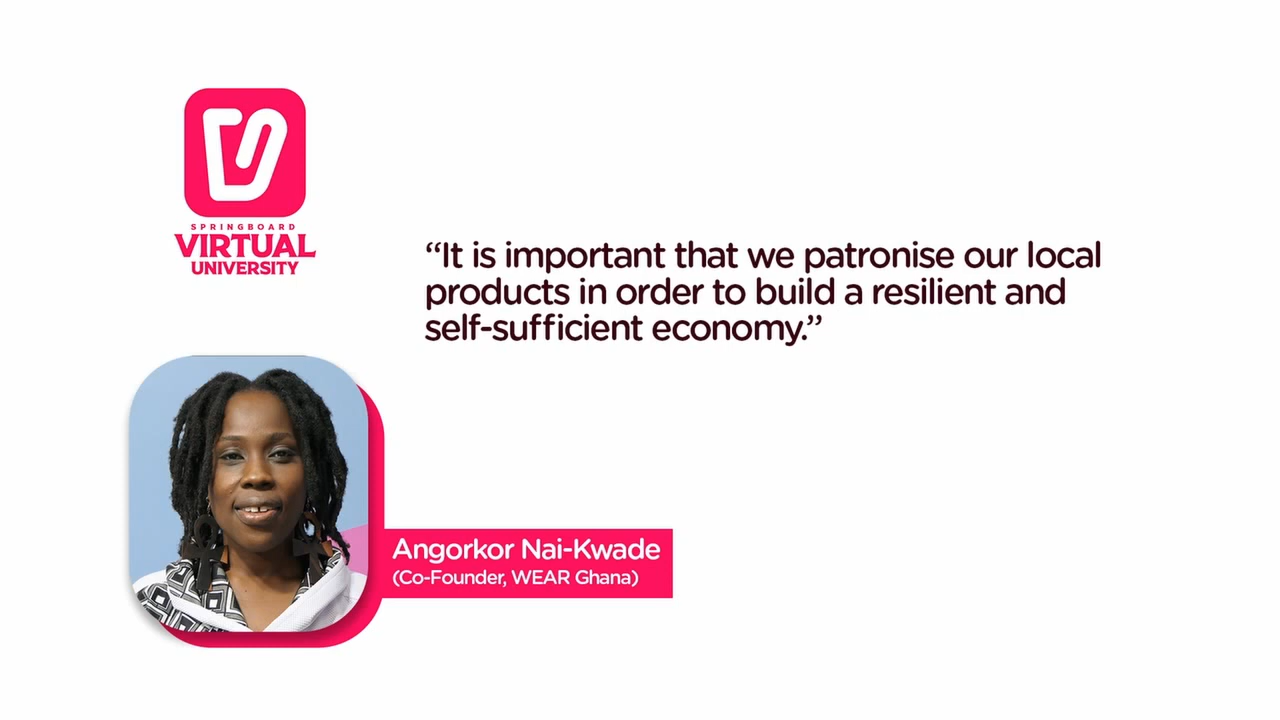 SPRINGBOARD
VIRTUAL
UNIVERSITY
“It is important that we patronise our local
products in order to build a resilient and
self-sufficient economy.”
Angorkor Nai-Kwade
(Co-Founder, WEAR Ghana)